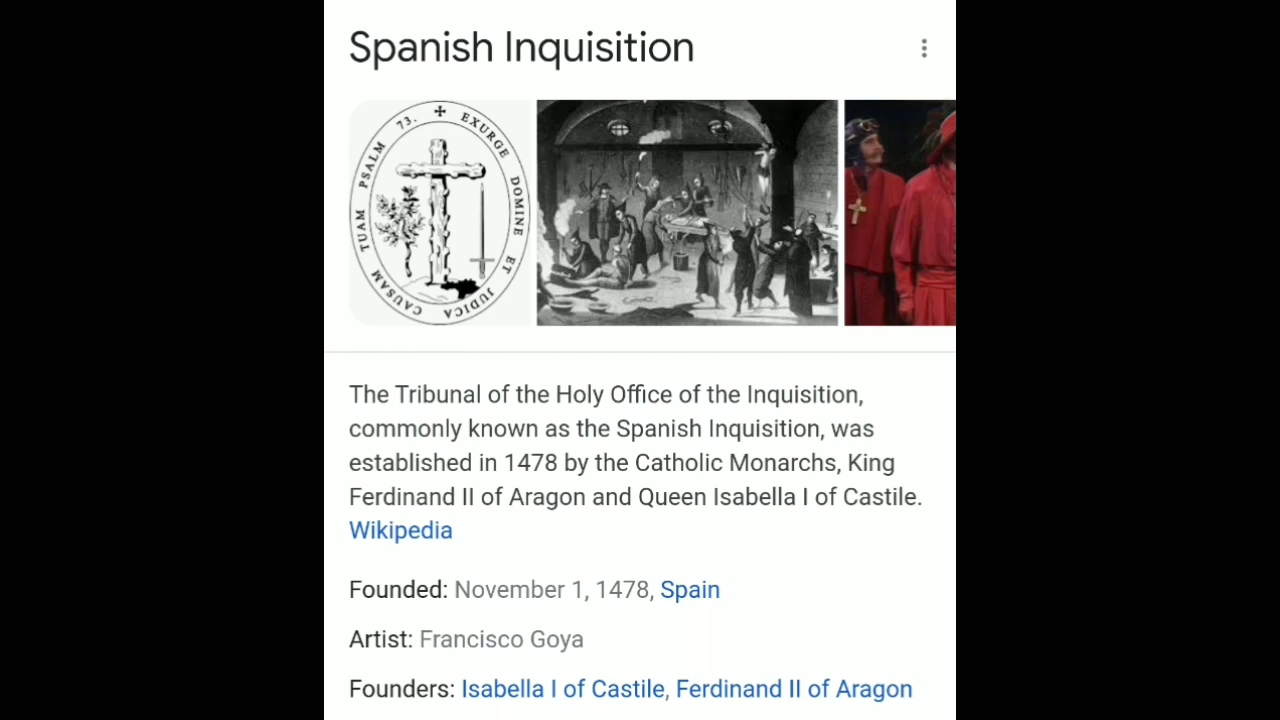 Spanish Inquisition
✝ EXURGE DOMINE ET JUDICA CAUSAM TUAM PSALM 73.
The Tribunal of the Holy Office of the Inquisition,
commonly known as the Spanish Inquisition, was
established in 1478 by the Catholic Monarchs, King
Ferdinand II of Aragon and Queen Isabella I of Castile.
Wikipedia
Founded: November 1, 1478, Spain
Artist: Francisco Goya
Founders: Isabella I of Castile, Ferdinand II of Aragon